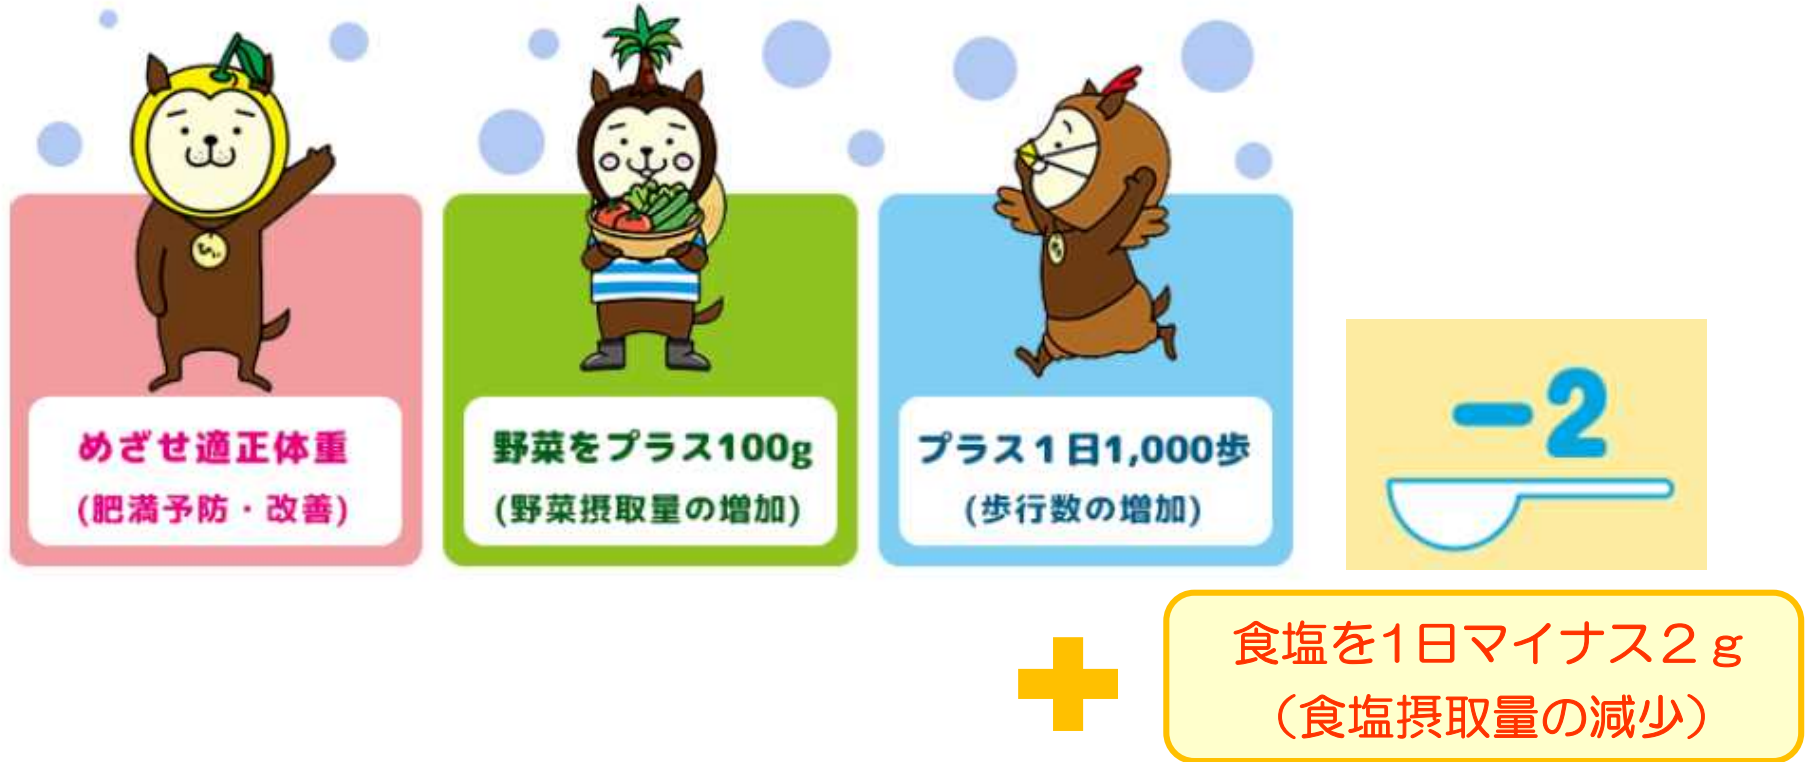 ひぃ
めざせ適正体重
(肥満予防・改善)
野菜をプラス100g
(野菜摂取量の増加)
プラス１日1,000歩
(歩行数の増加)
-2
食塩を1日マイナス２ｇ
（食塩摂取量の減少）